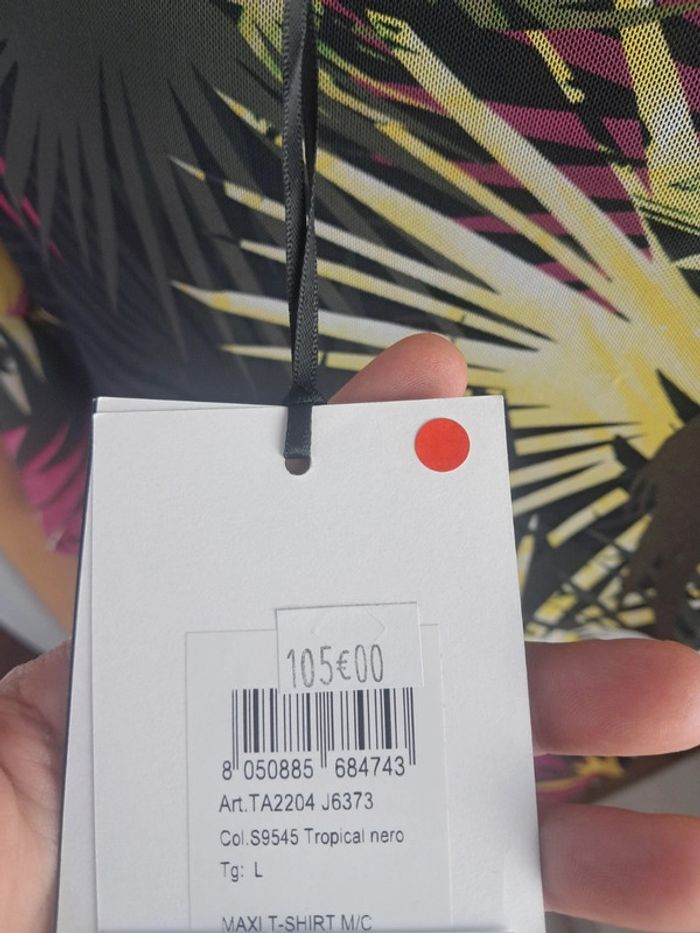 105€00
8 050885 684743
Art.TA2204 J6373
Col.S9545 Tropical nero
Tg: L
MAXI T-SHIRT M/C